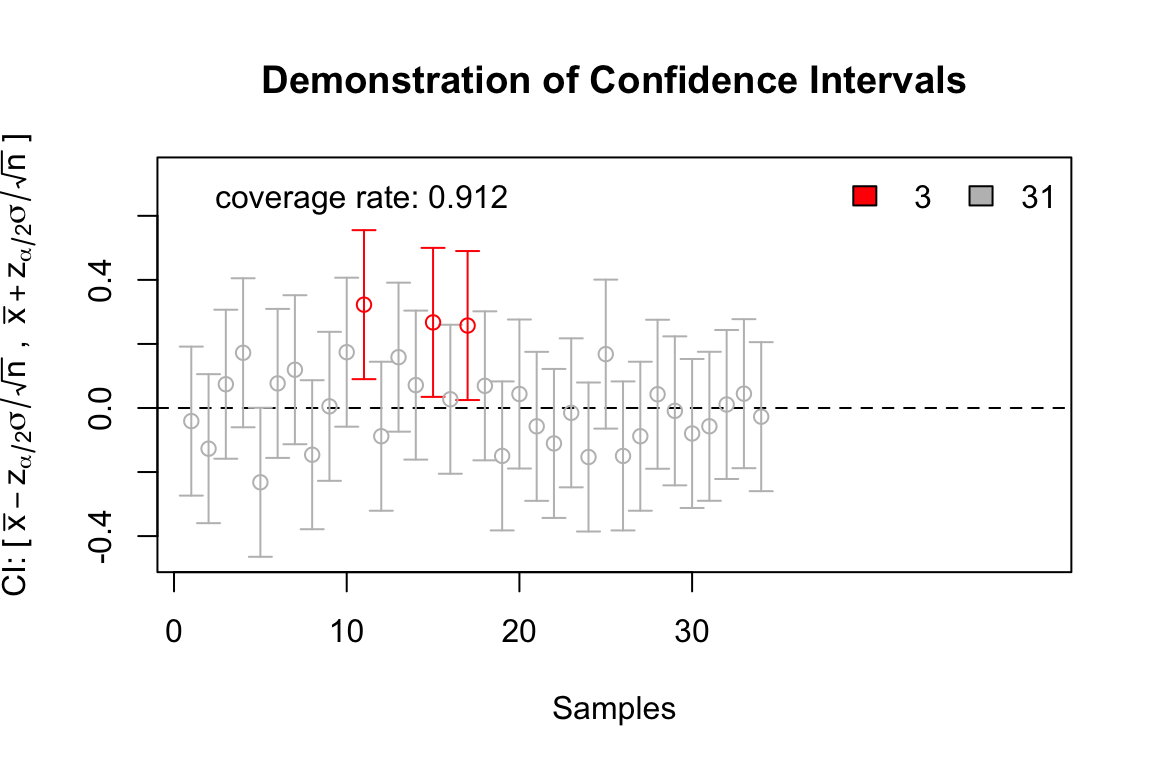 Demonstration of Confidence Intervals
CI: [ x̅ − zα/2σ/√n , x̅ + zα/2σ/√n ]
coverage rate: 0.912
3
31
0.4
0.0
-0.4
0
10
20
30
Samples